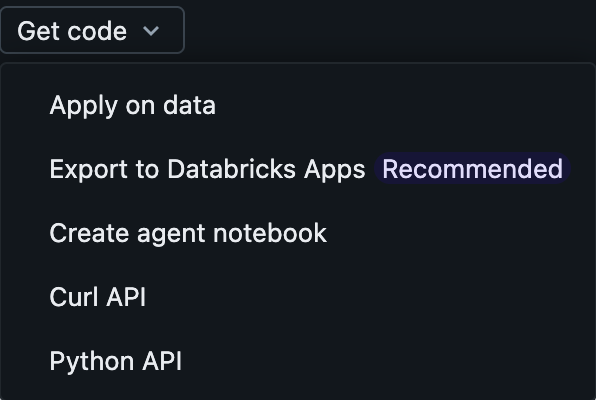 Get code
Apply on data
Export to Databricks Apps Recommended
Create agent notebook
Curl API
Python API